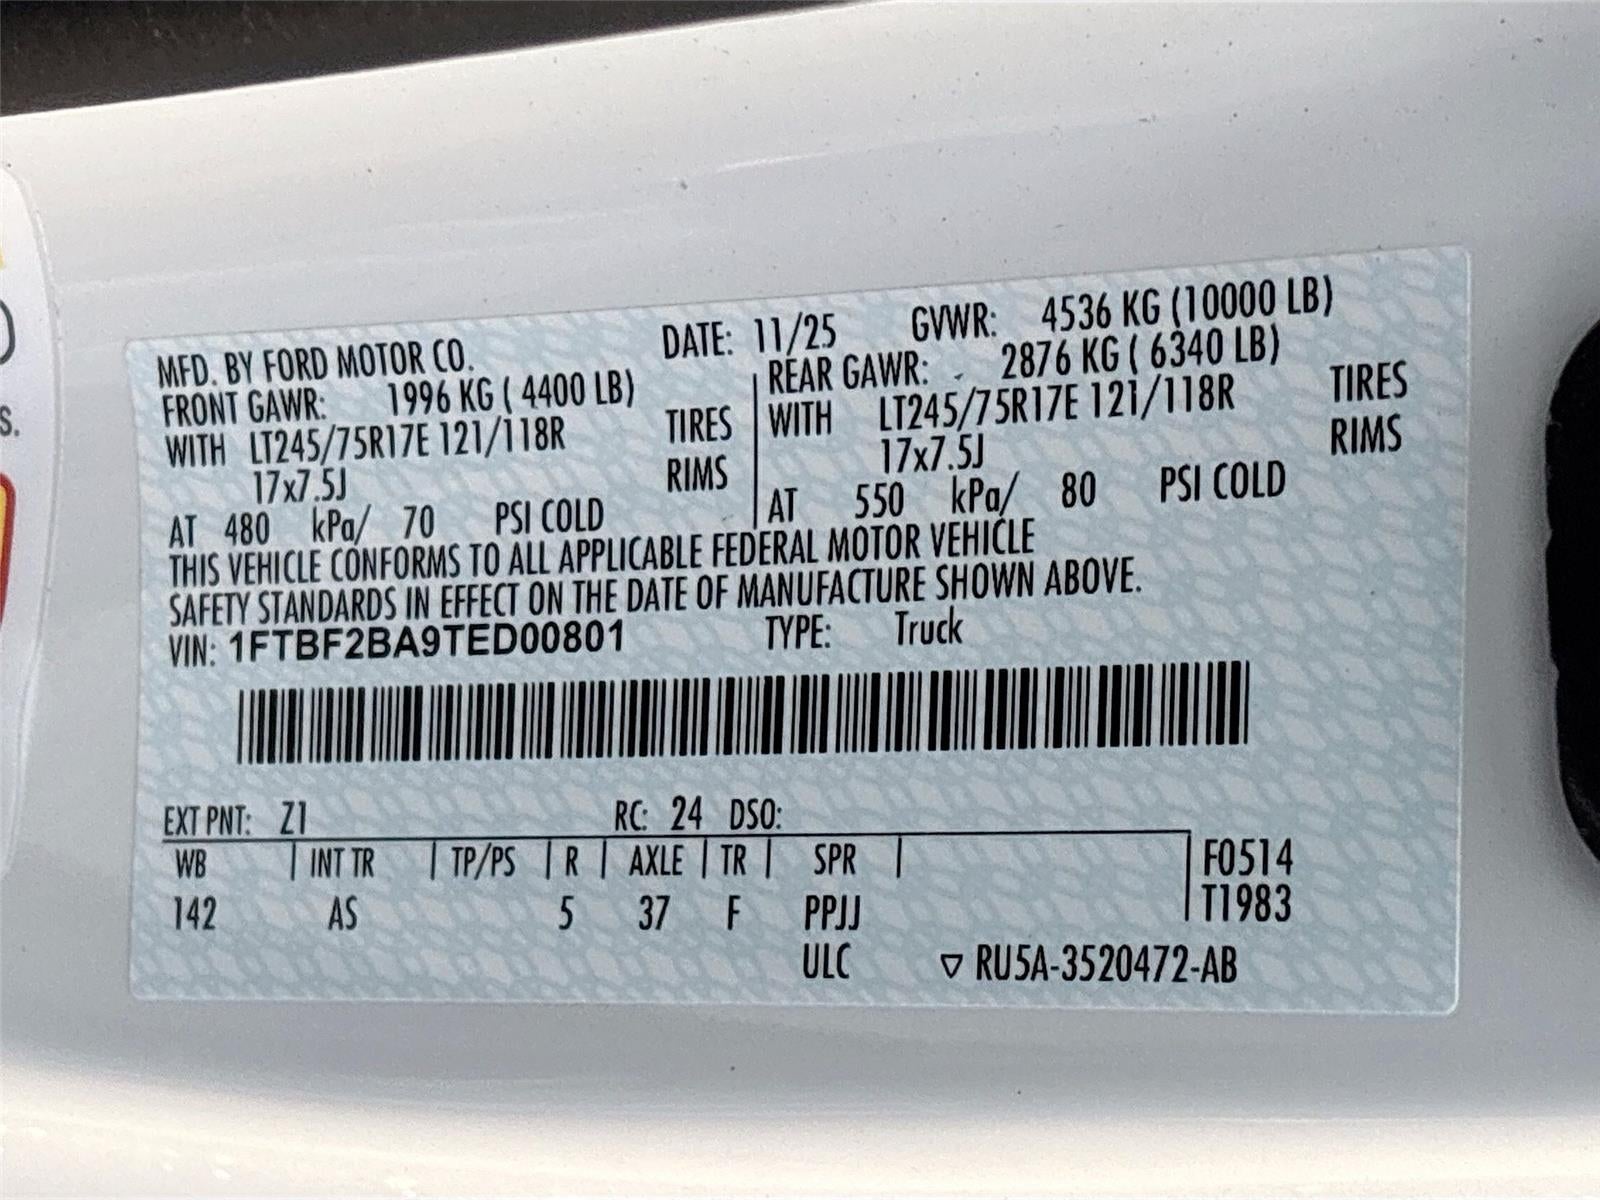 MFD. BY FORD MOTOR CO. DATE: 11/25 GVWR: 4536 KG (10000 LB)
FRONT GAWR: 1996 KG ( 4400 LB) REAR GAWR: 2876 KG ( 6340 LB)
WITH LT245/75R17E 121/118R TIRES WITH LT245/75R17E 121/118R TIRES
17x7.5J RIMS 17x7.5J RIMS
AT 480 kPa/ 70 PSI COLD AT 550 kPa/ 80 PSI COLD
THIS VEHICLE CONFORMS TO ALL APPLICABLE FEDERAL MOTOR VEHICLE
SAFETY STANDARDS IN EFFECT ON THE DATE OF MANUFACTURE SHOWN ABOVE.
VIN: 1FTBF2BA9TED00801 TYPE: Truck
EXT PNT: Z1 RC: 24 DSO:
WB INT TR TP/PS R AXLE TR SPR F0514
142 AS 5 37 F PPJJ T1983
ULC ▽ RU5A-3520472-AB